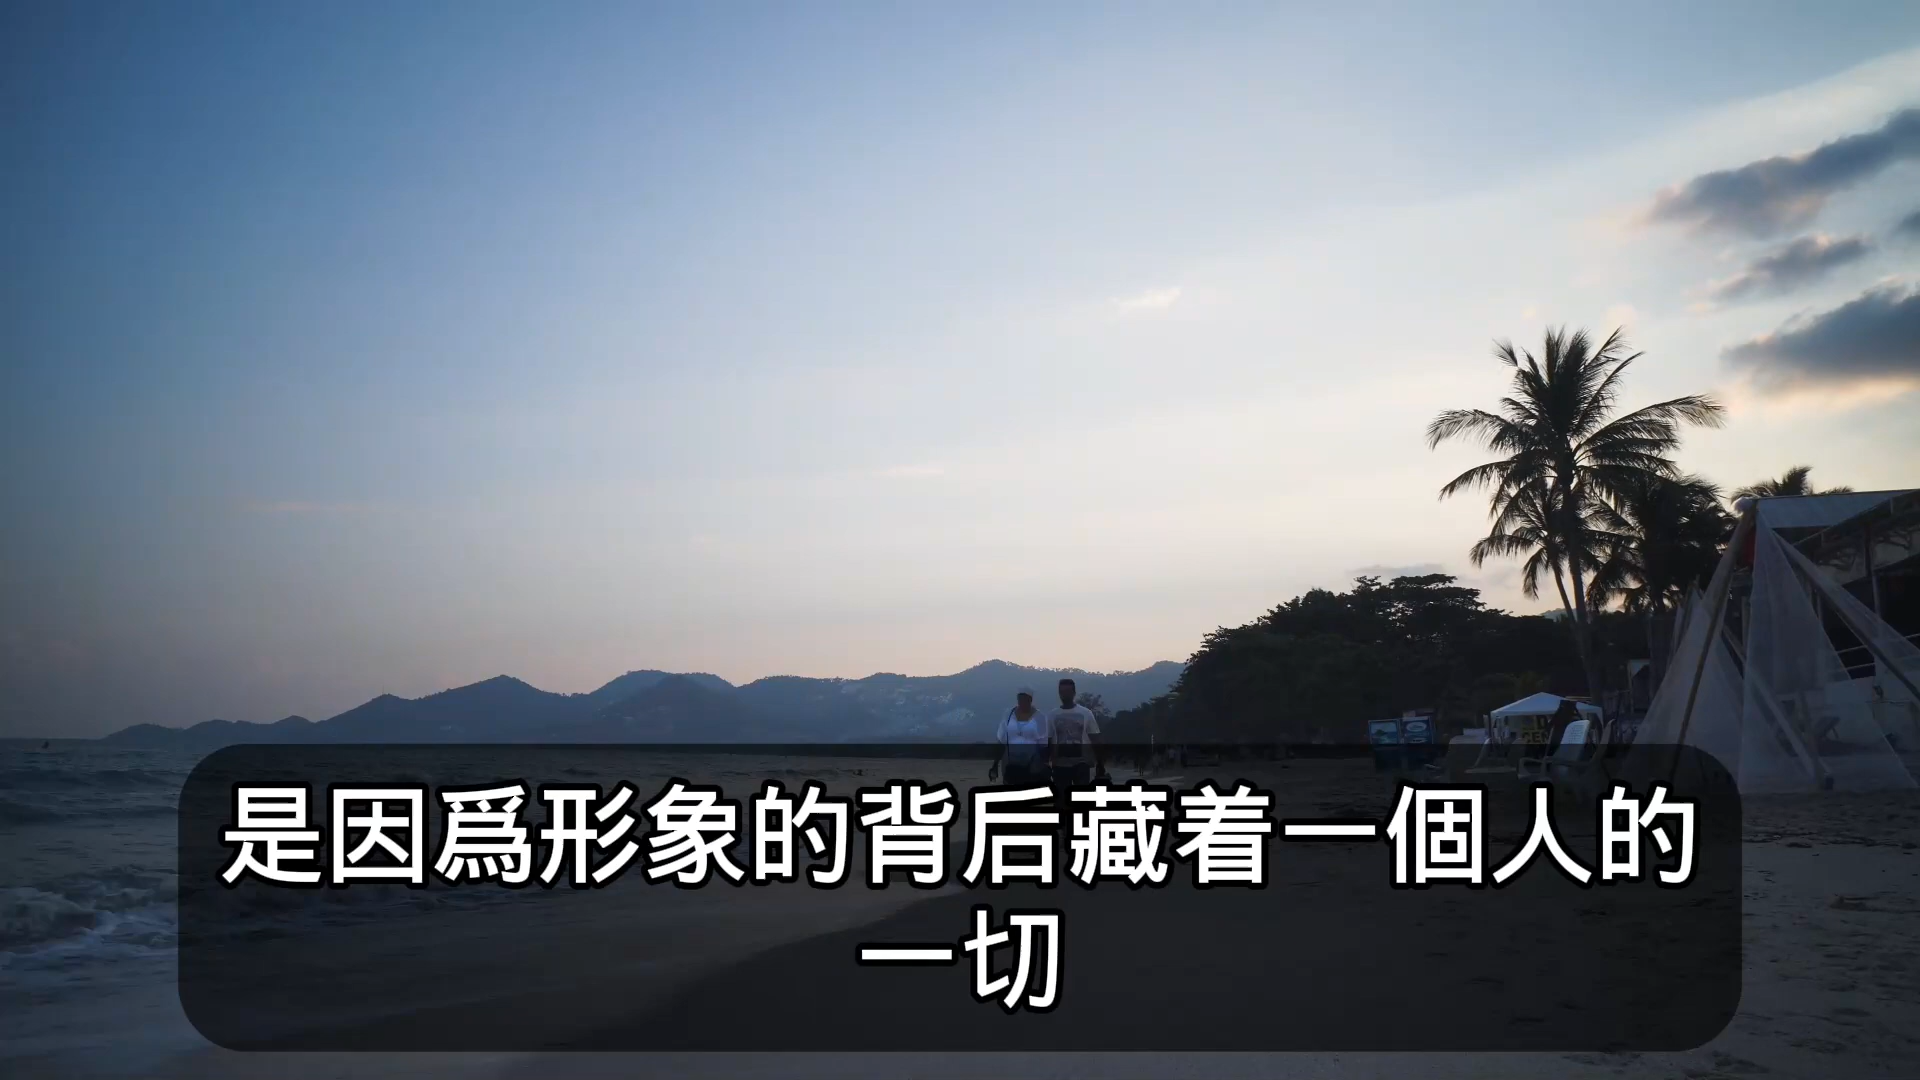 是因爲形象的背后藏着一個人的
一切